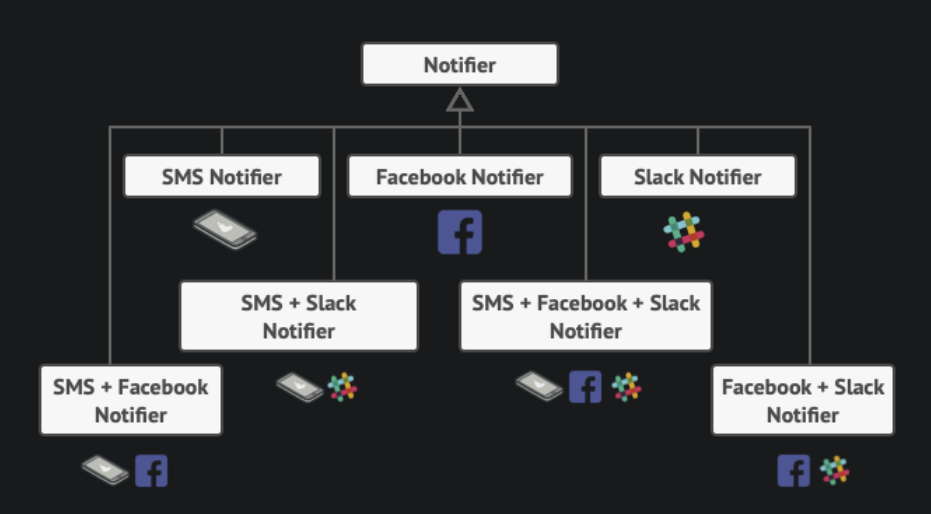 Notifier
SMS Notifier
Facebook Notifier
Slack Notifier
SMS + Slack
Notifier
SMS + Facebook + Slack
Notifier
SMS + Facebook
Notifier
Facebook + Slack
Notifier